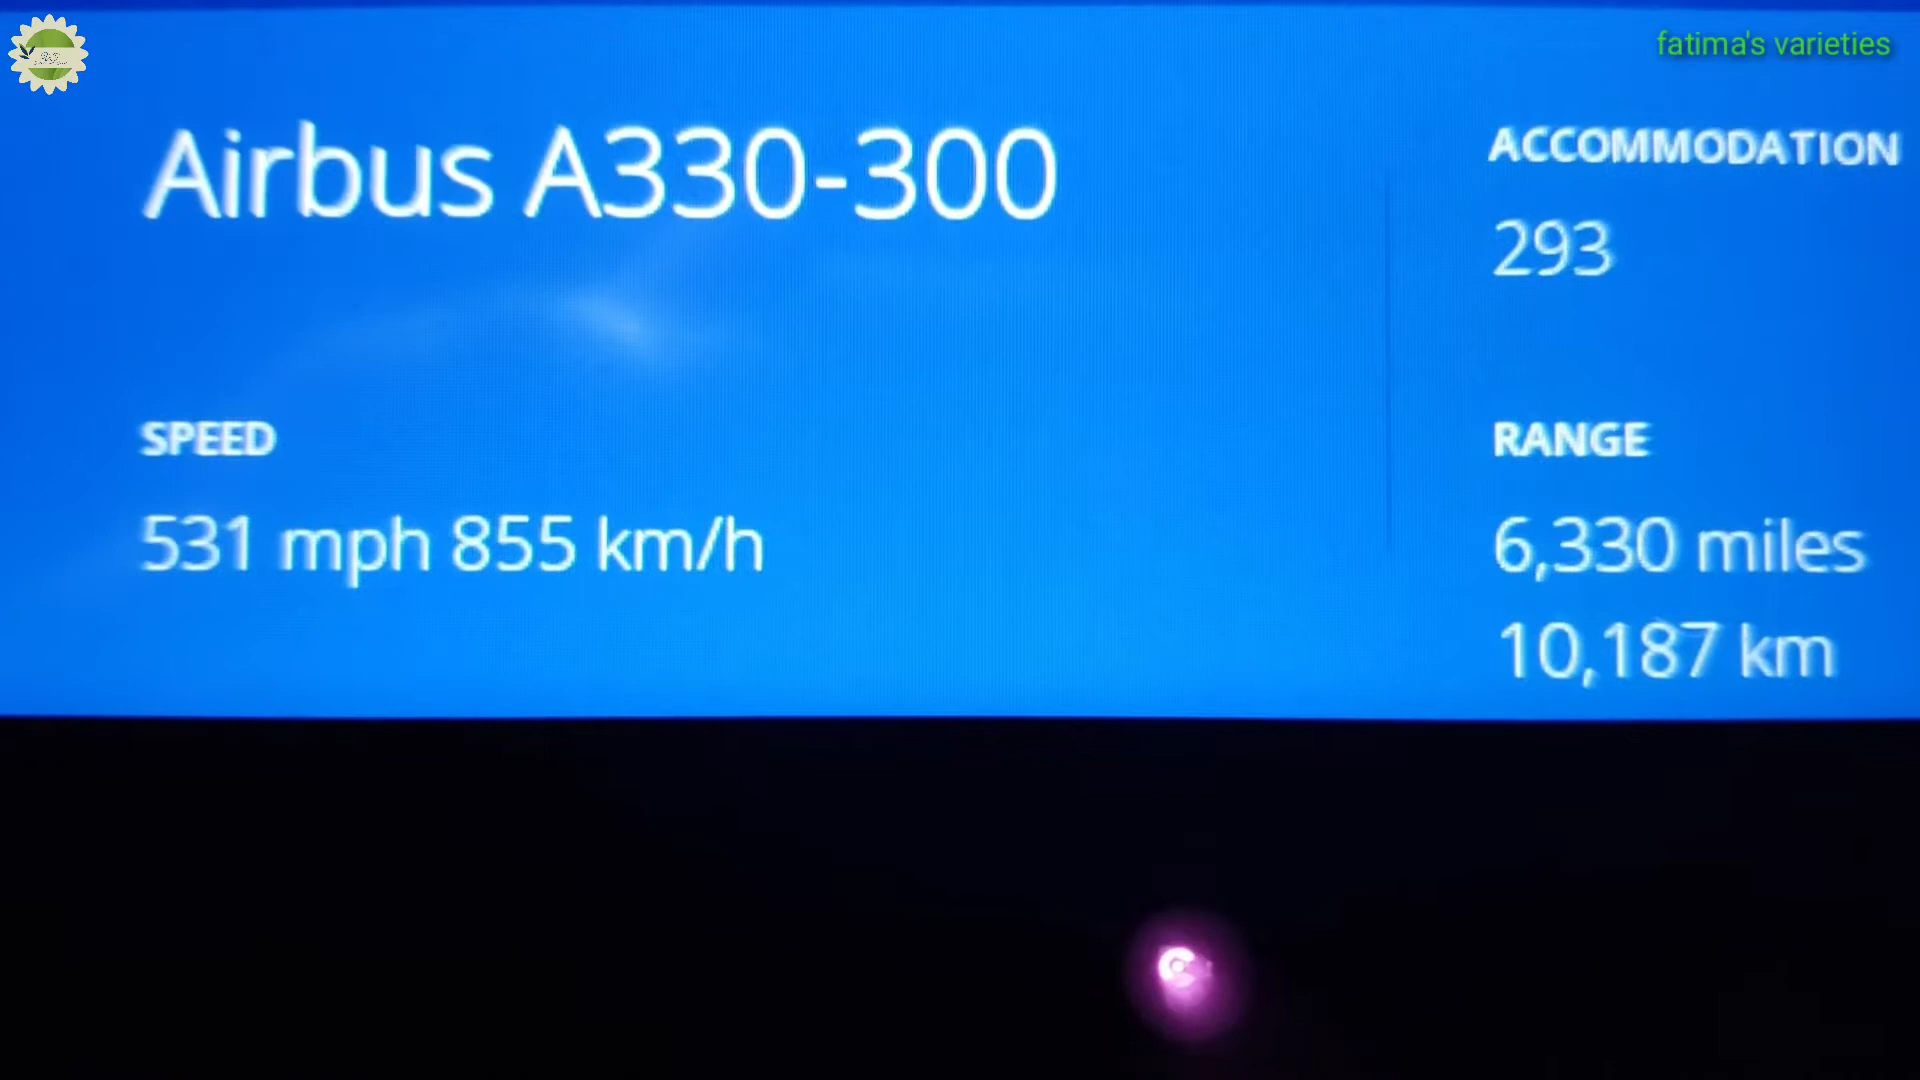 fatima's varieties
Airbus A330-300
ACCOMMODATION
293
SPEED
531 mph 855 km/h
RANGE
6,330 miles
10,187 km